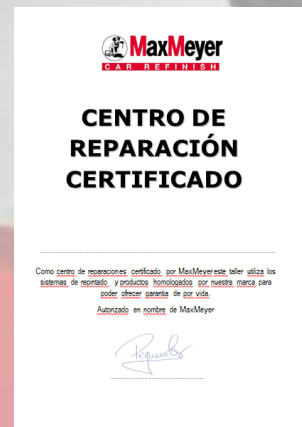 MaxMeyer
CAR REFINISH
CENTRO DE
REPARACIÓN
CERTIFICADO
Como centro de reparaciones certificado por MaxMeyer este taller utiliza los
sistemas de repintado y productos homologados por nuestra marca para
poder ofrecer garantía de por vida.
Autorizado en nombre de MaxMeyer